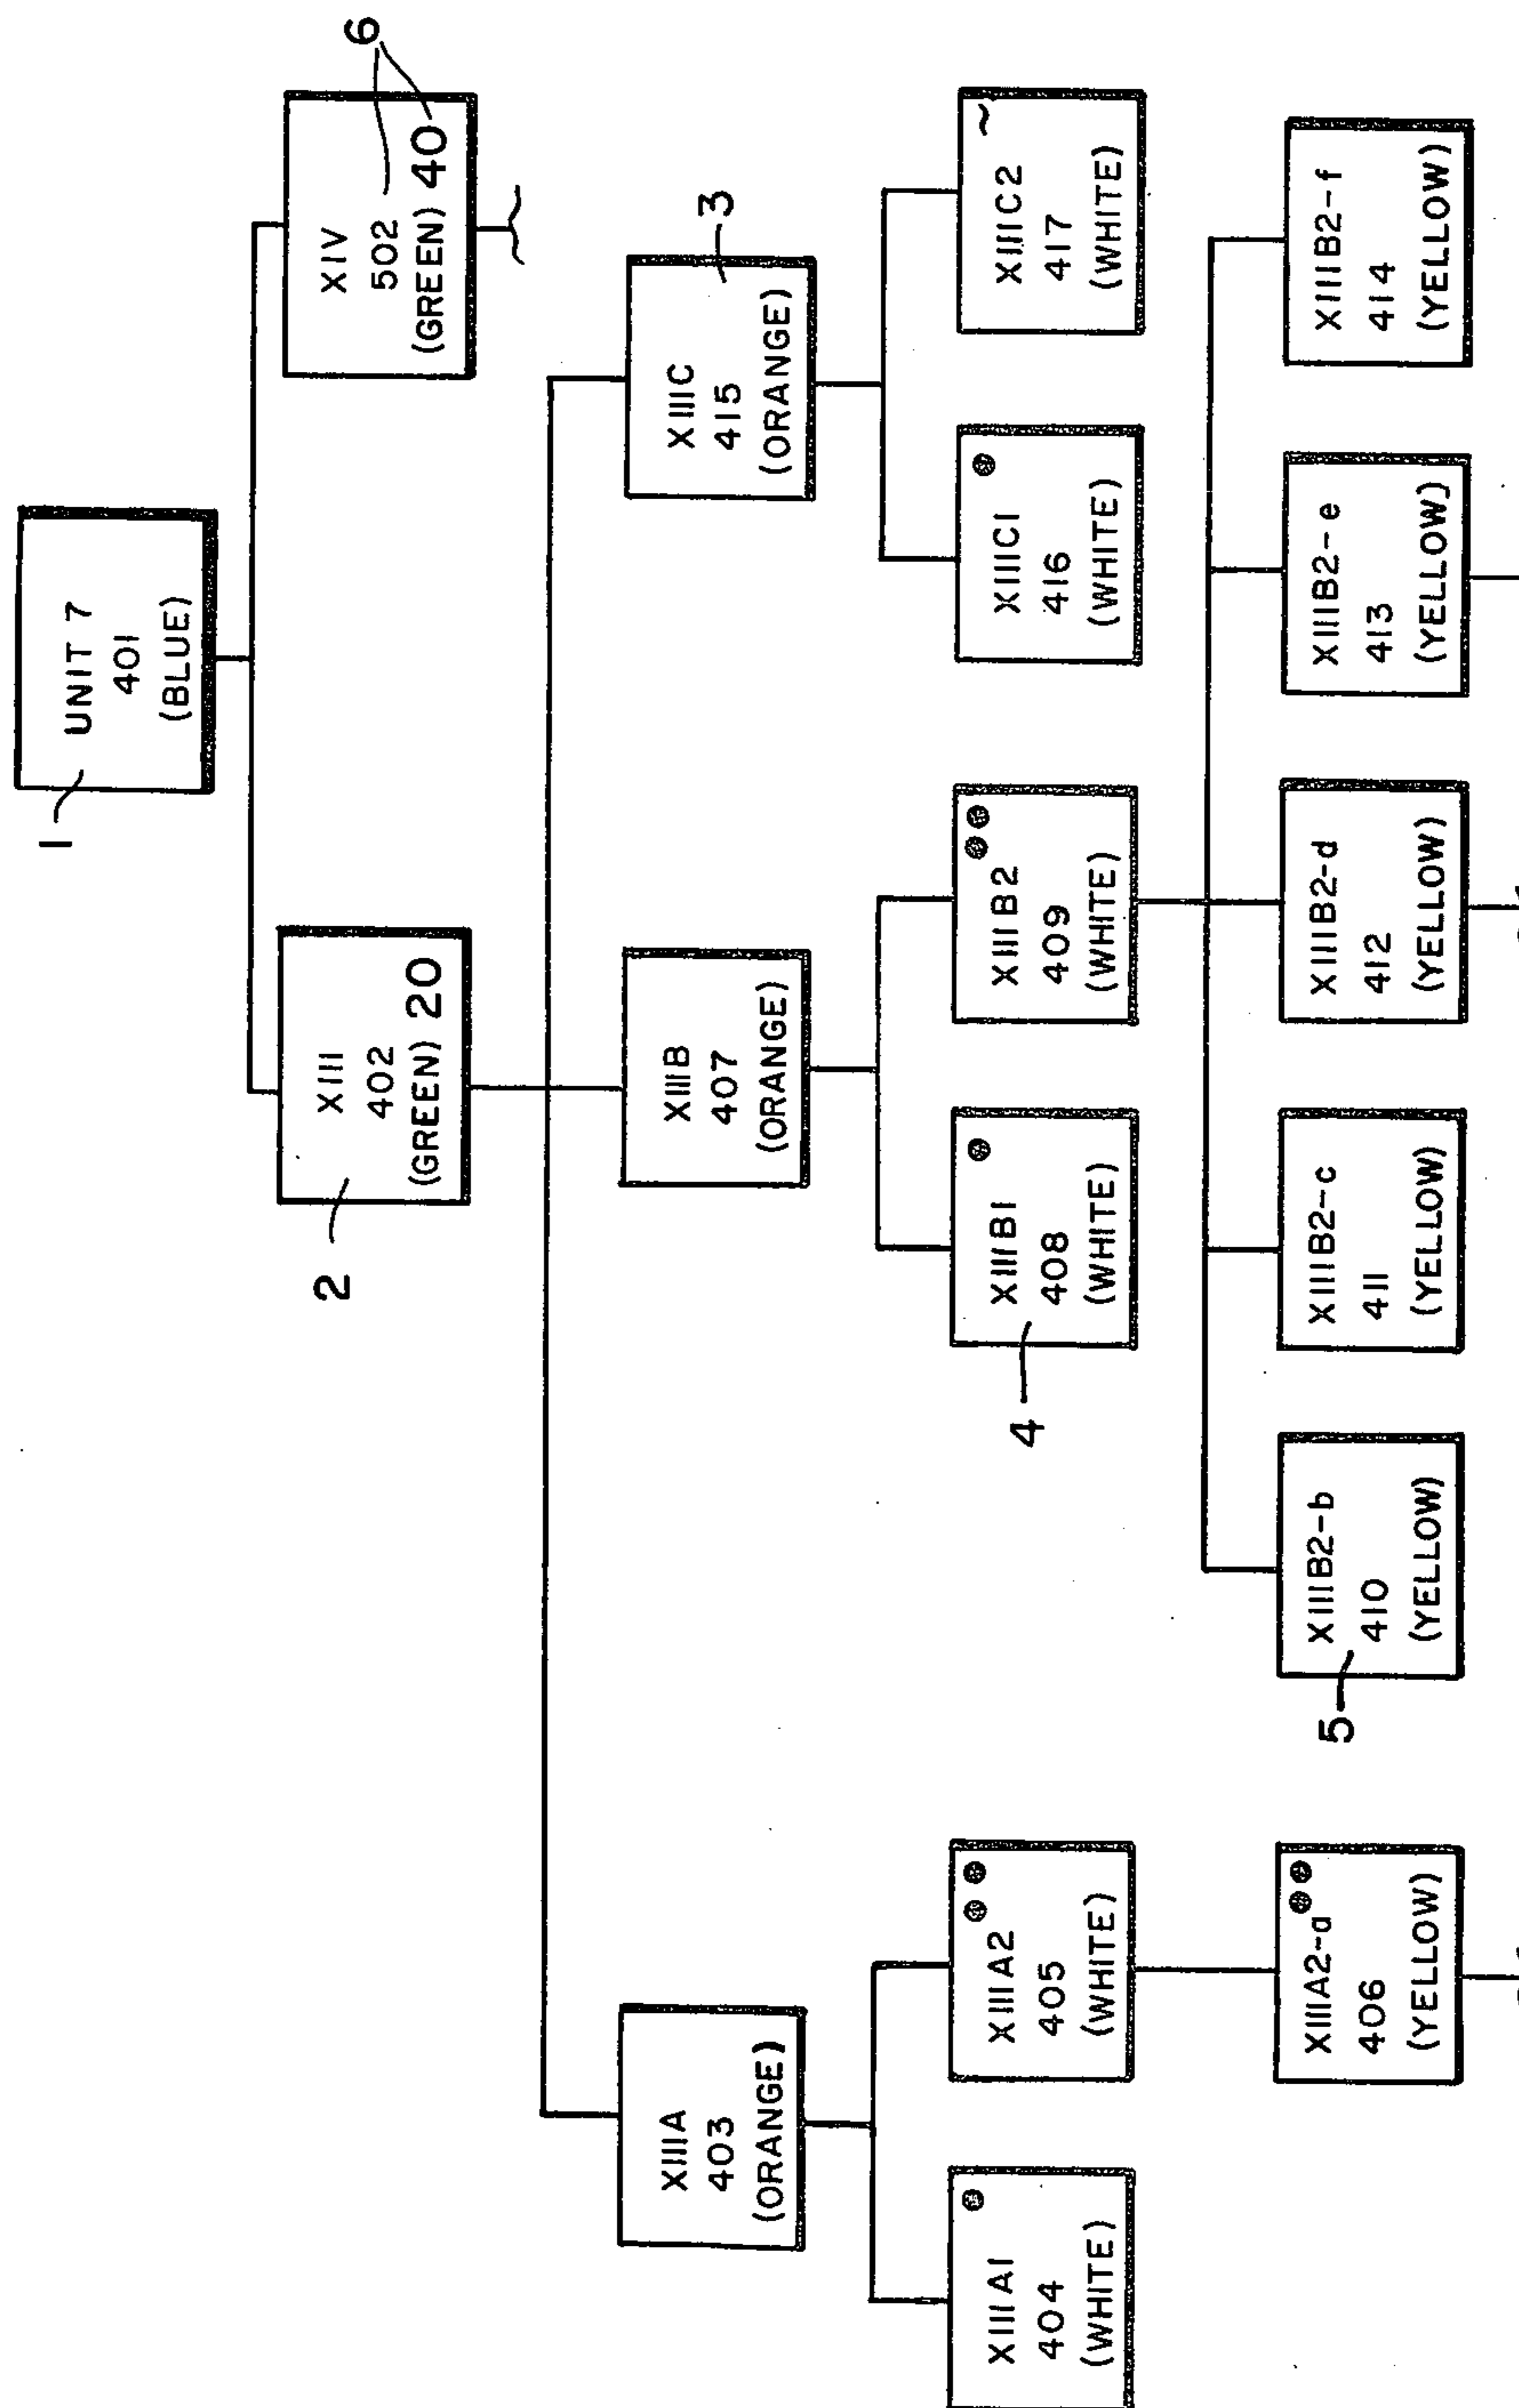 1
UNIT 7
401
(BLUE)
2
XIII
402
(GREEN) 20
XIV
502
(GREEN) 40
6
XIIIA
403
(ORANGE)
XIIIB
407
(ORANGE)
XIIIC
415
(ORANGE)
3
XIIIA1
404
(WHITE)
XIIIA2
405
(WHITE)
4
XIIIB1
408
(WHITE)
XIIIB2
409
(WHITE)
XIIIC1
416
(WHITE)
XIIIC2 ~
417
(WHITE)
XIIIA2-a
406
(YELLOW)
5
XIIIB2-b
410
(YELLOW)
XIIIB2-c
411
(YELLOW)
XIIIB2-d
412
(YELLOW)
XIIIB2-e
413
(YELLOW)
XIIIB2-f
414
(YELLOW)